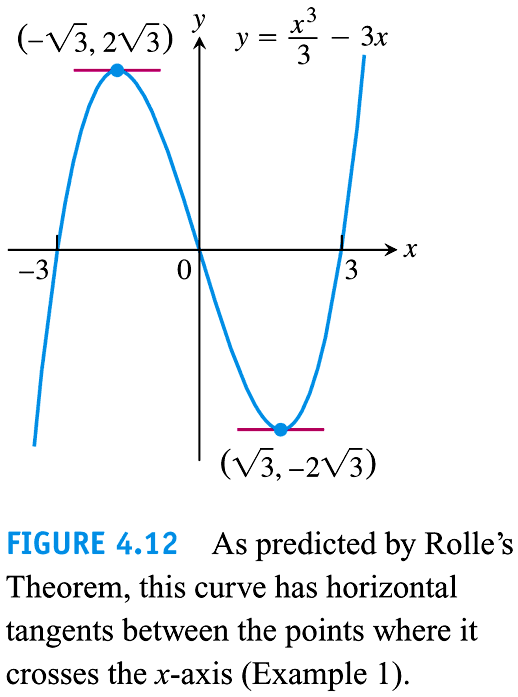 (−√3, 2√3)
y
y = x³/3 − 3x
x
−3
0
3
(√3, −2√3)
FIGURE 4.12 As predicted by Rolle’s
Theorem, this curve has horizontal
tangents between the points where it
crosses the x-axis (Example 1).